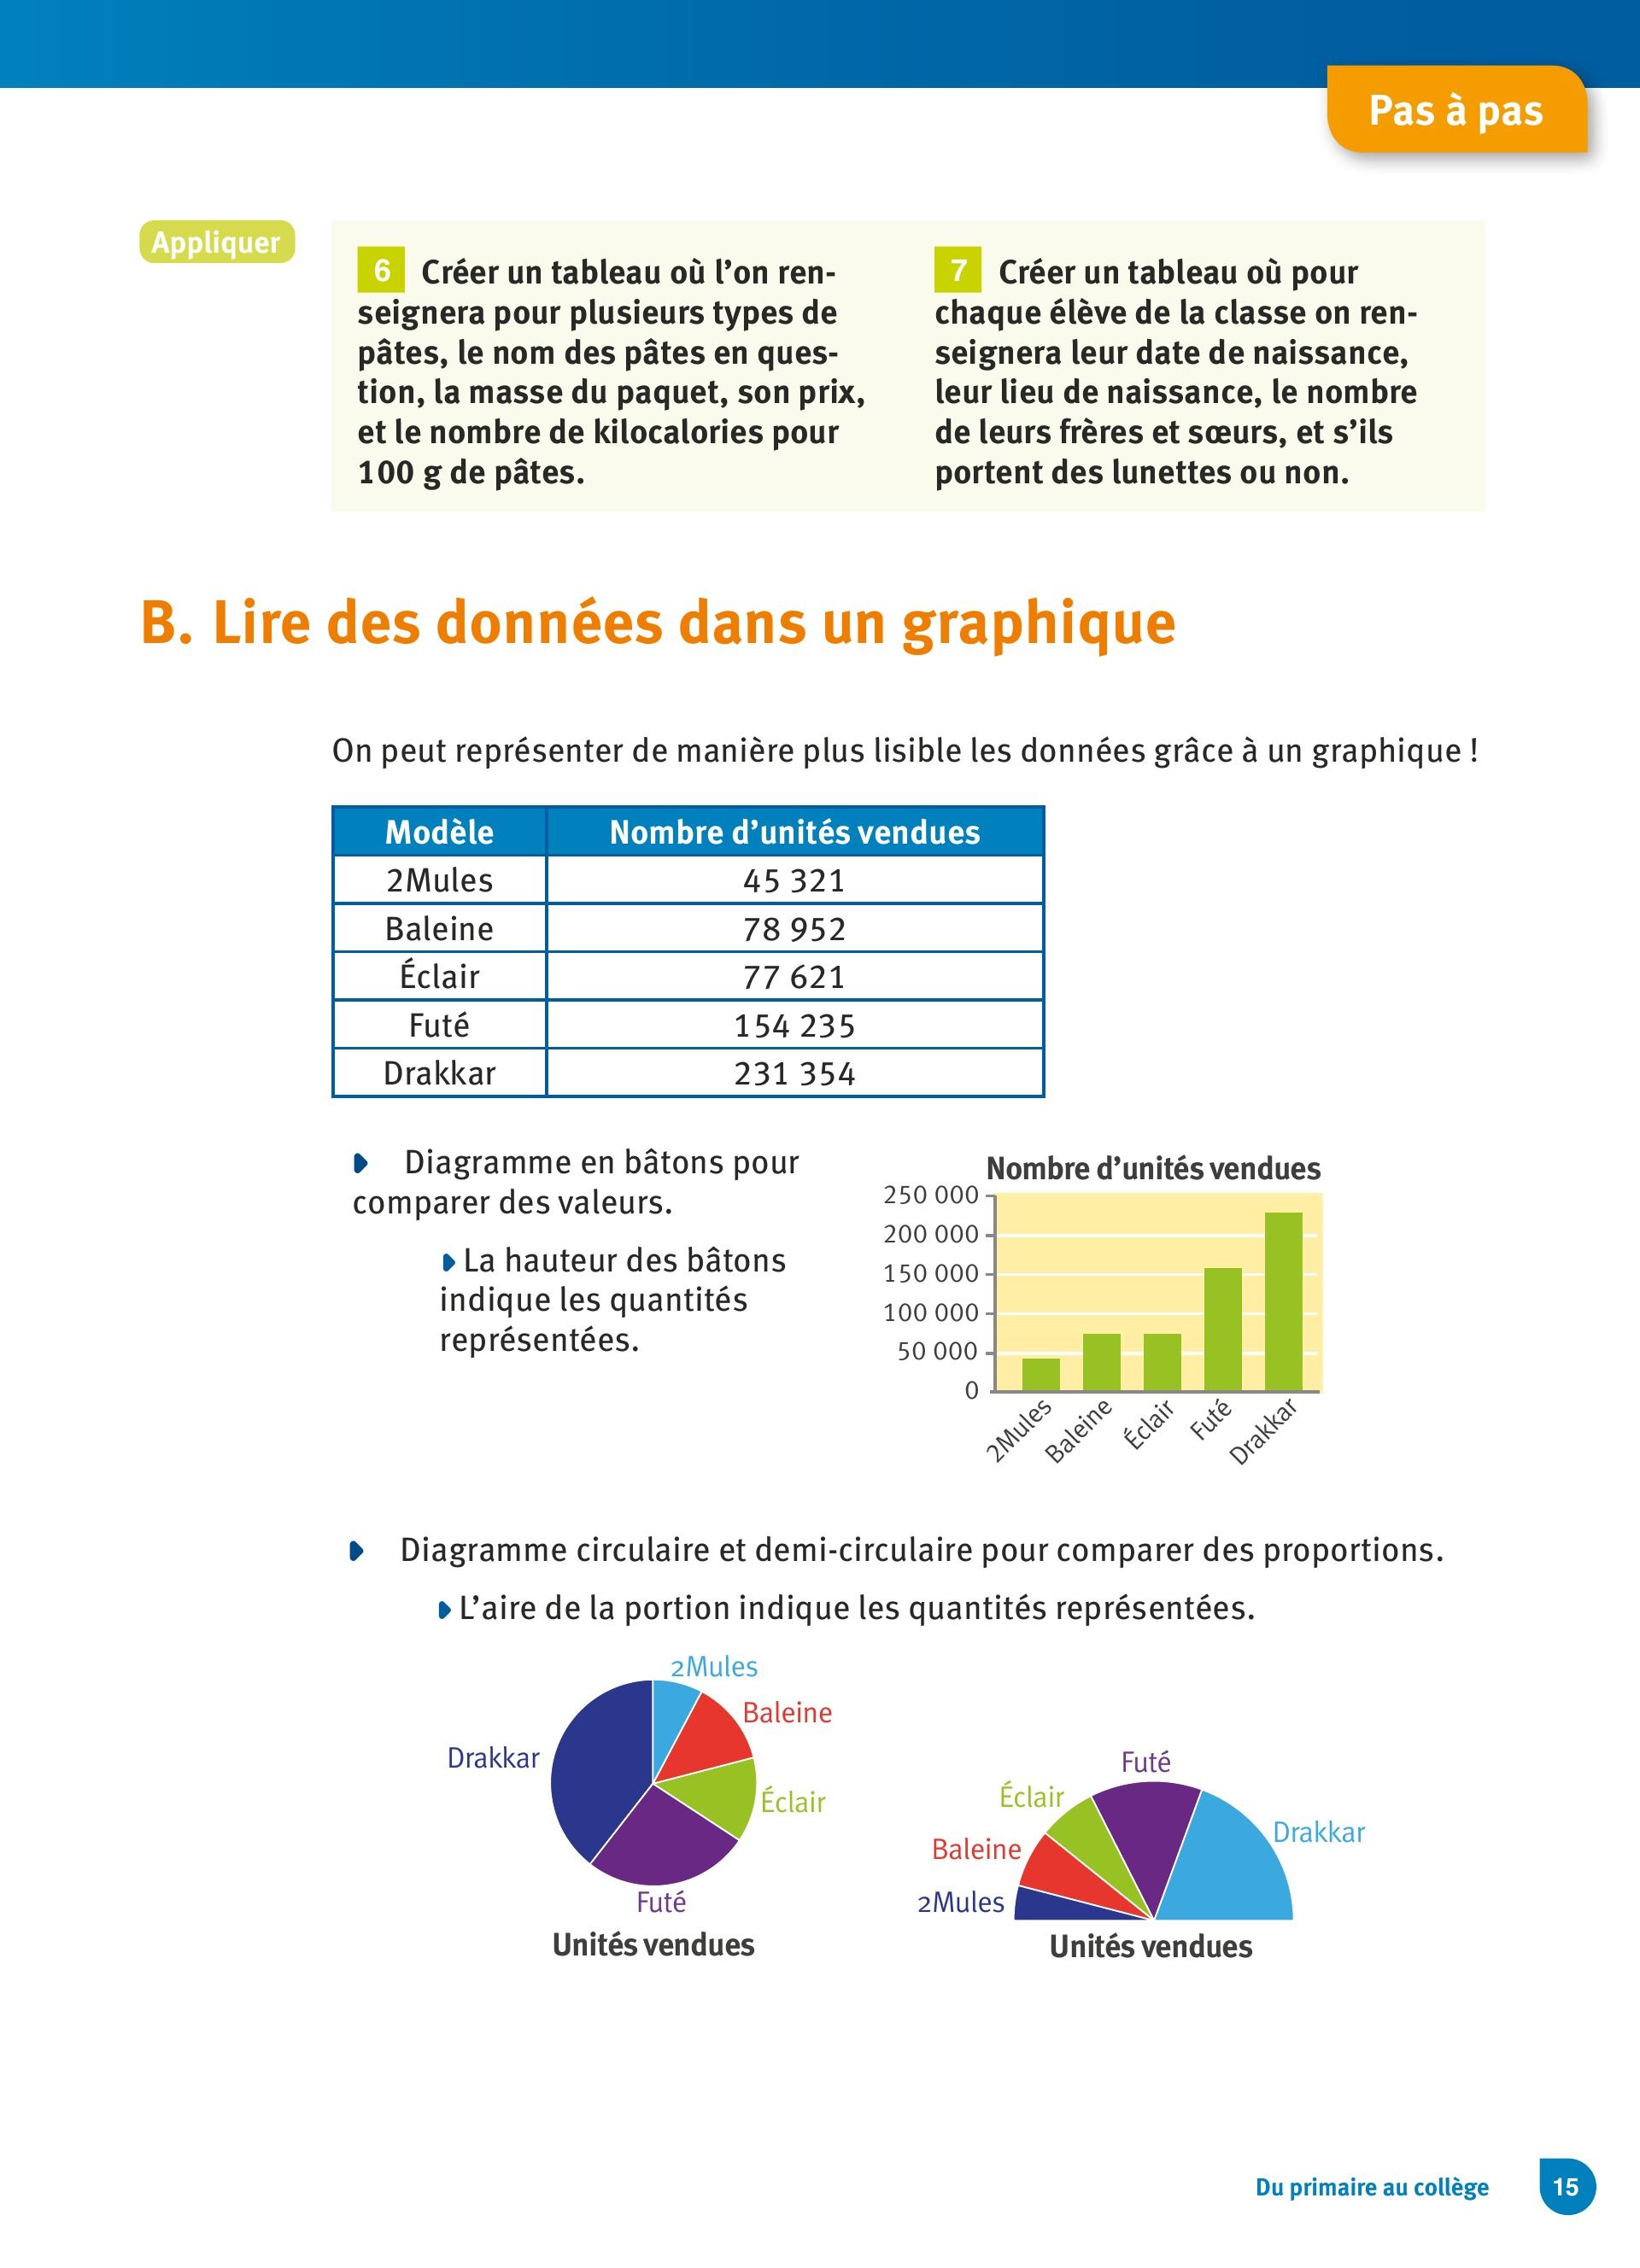 Pas à pas
Appliquer
6 Créer un tableau où l’on ren-
seignera pour plusieurs types de
pâtes, le nom des pâtes en ques-
tion, la masse du paquet, son prix,
et le nombre de kilocalories pour
100 g de pâtes.
7 Créer un tableau où pour
chaque élève de la classe on ren-
seignera leur date de naissance,
leur lieu de naissance, le nombre
de leurs frères et sœurs, et s’ils
portent des lunettes ou non.
B. Lire des données dans un graphique
On peut représenter de manière plus lisible les données grâce à un graphique !
Modèle Nombre d’unités vendues
2Mules 45 321
Baleine 78 952
Éclair 77 621
Futé 154 235
Drakkar 231 354
Diagramme en bâtons pour
comparer des valeurs.
La hauteur des bâtons
indique les quantités
représentées.
Nombre d’unités vendues
250 000
200 000
150 000
100 000
50 000
0
2Mules Baleine Éclair Futé Drakkar
Diagramme circulaire et demi-circulaire pour comparer des proportions.
L’aire de la portion indique les quantités représentées.
2Mules
Baleine
Drakkar
Éclair
Futé
Unités vendues
Futé
Éclair
Drakkar
Baleine
2Mules
Unités vendues
Du primaire au collège 15